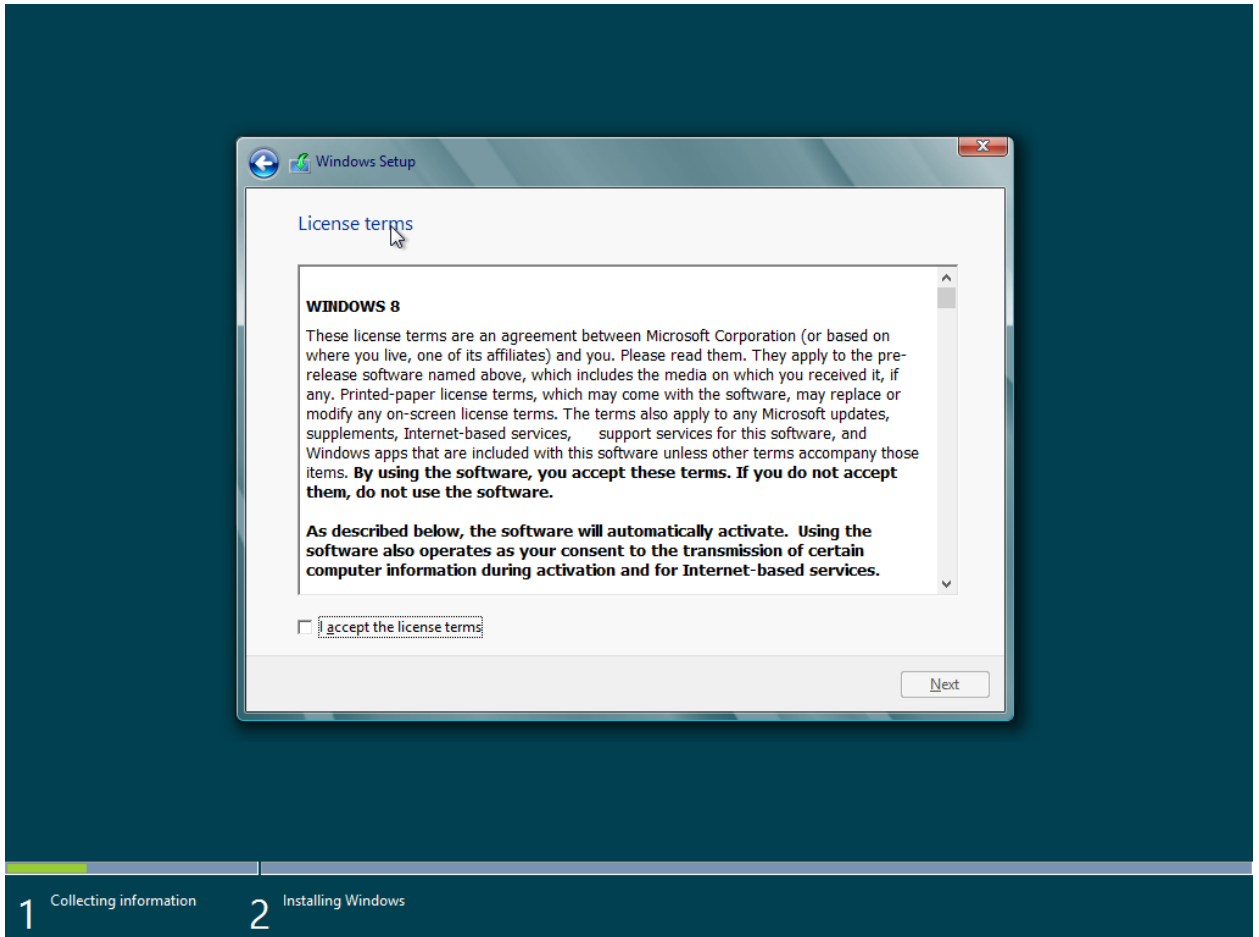 Windows Setup
License terms
WINDOWS 8
These license terms are an agreement between Microsoft Corporation (or based on
where you live, one of its affiliates) and you. Please read them. They apply to the pre-
release software named above, which includes the media on which you received it, if
any. Printed-paper license terms, which may come with the software, may replace or
modify any on-screen license terms. The terms also apply to any Microsoft updates,
supplements, Internet-based services, support services for this software, and
Windows apps that are included with this software unless other terms accompany those
items. By using the software, you accept these terms. If you do not accept
them, do not use the software.
As described below, the software will automatically activate. Using the
software also operates as your consent to the transmission of certain
computer information during activation and for Internet-based services.
I accept the license terms
Next
1 Collecting information 2 Installing Windows